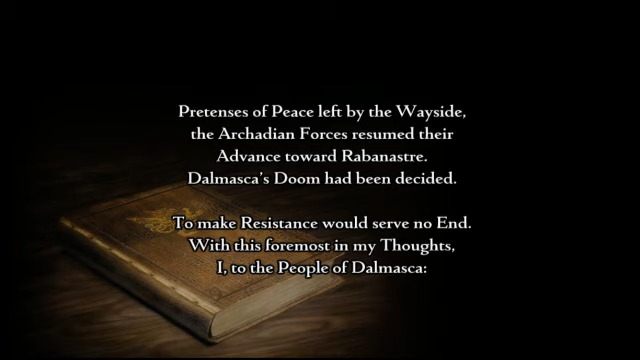 Pretenses of Peace left by the Wayside,
the Archadian Forces resumed their
Advance toward Rabanastre.
Dalmasca's Doom had been decided.
To make Resistance would serve no End.
With this foremost in my Thoughts,
I, to the People of Dalmasca: